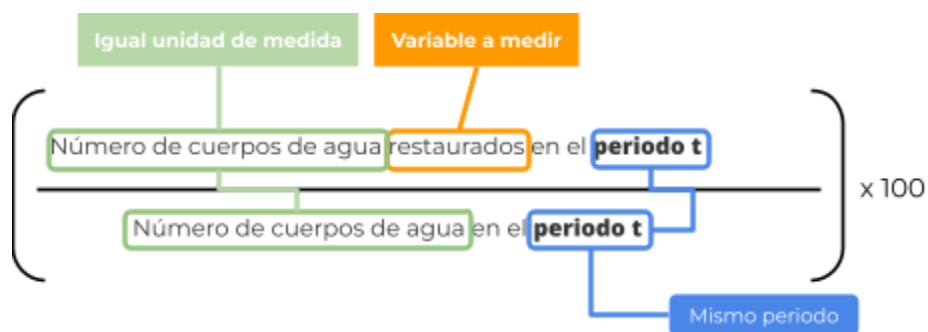 Igual unidad de medida
Variable a medir
Número de cuerpos de agua restaurados en el periodo t
x 100
Número de cuerpos de agua en el periodo t
Mismo periodo